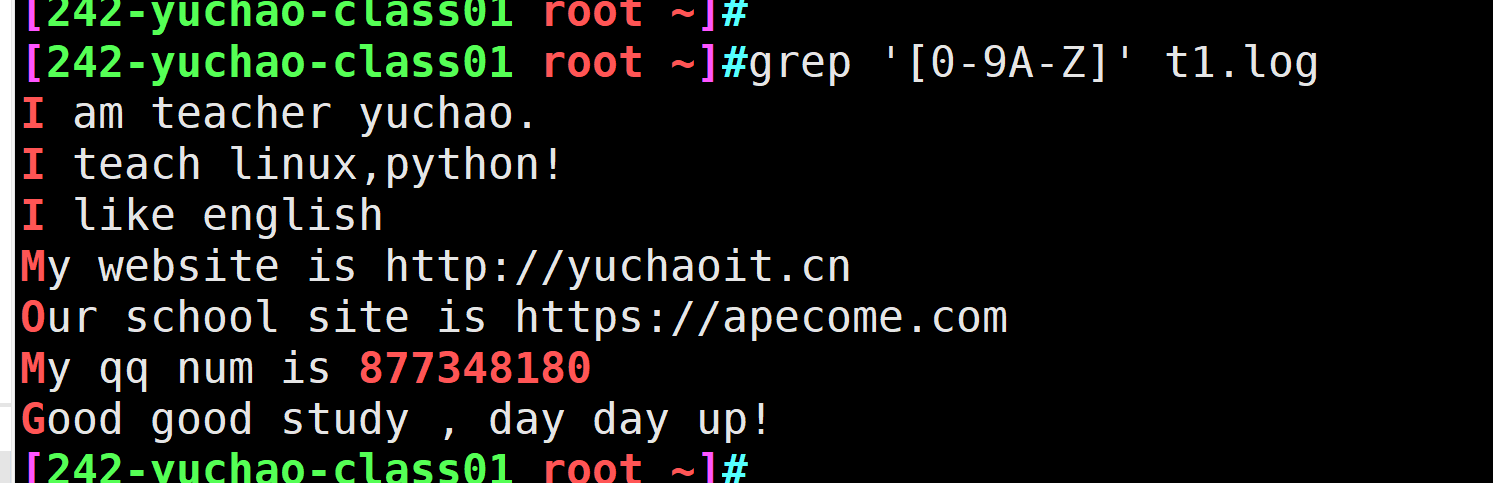 [242-yuchao-class01 root ~]#
[242-yuchao-class01 root ~]#grep '[0-9A-Z]' t1.log
I am teacher yuchao.
I teach linux,python!
I like english
My website is http://yuchaoit.cn
Our school site is https://apecome.com
My qq num is 877348180
Good good study , day day up!
[242-yuchao-class01 root ~]#